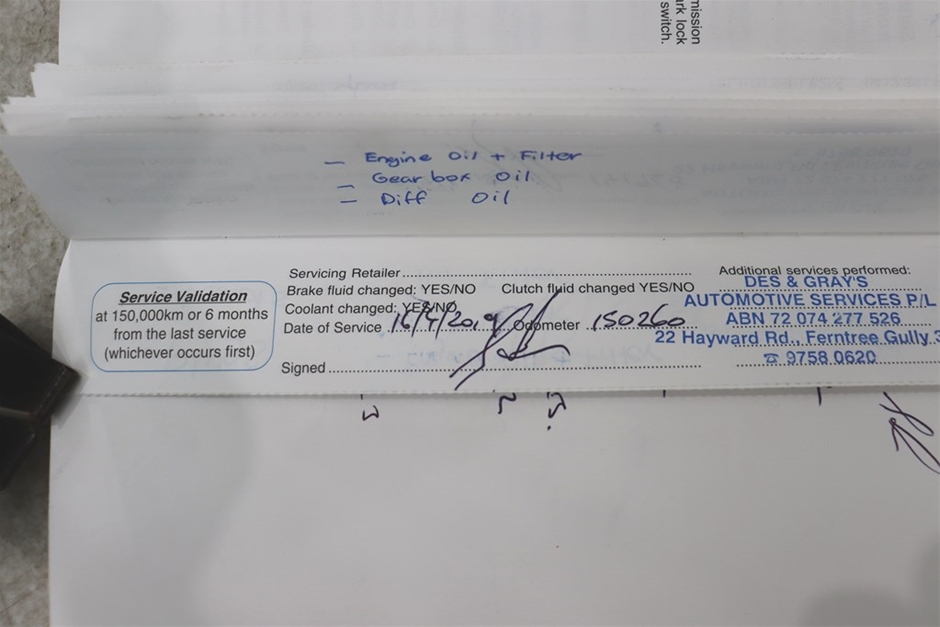 mission
ark lock
switch.
– Engine Oil + Filter
– Gear box Oil
– Diff Oil
Service Validation
at 150,000km or 6 months
from the last service
(whichever occurs first)
Servicing Retailer
Brake fluid changed: YES/NO Clutch fluid changed YES/NO
Coolant changed: YES/NO
Date of Service 16/4/2019 Odometer 150260
Signed
Additional services performed:
DES & GRAY'S
AUTOMOTIVE SERVICES P/L
ABN 72 074 277 526
22 Hayward Rd., Ferntree Gully. 3
☎ 9758 0620